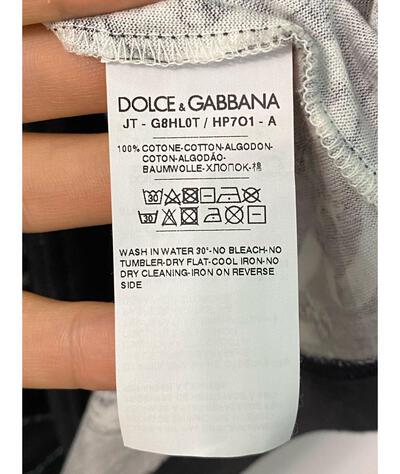 DOLCE & GABBANA
JT - G8HL0T / HP7O1 - A
100% COTONE-COTTON-ALGODON-
COTON-ALGODÃO-
BAUMWOLLE-ХЛОПОК-棉
30
30
WASH IN WATER 30°-NO BLEACH-NO
TUMBLER-DRY FLAT-COOL IRON-NO
DRY CLEANING-IRON ON REVERSE
SIDE